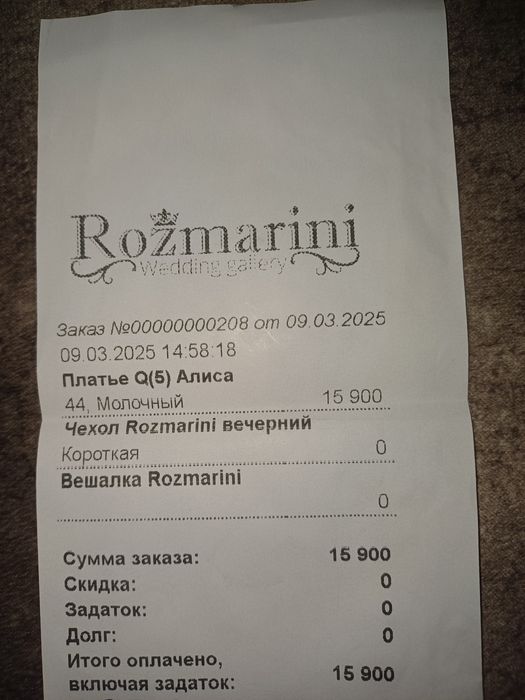 Rožmarini
Wedding gallery
Заказ №00000000208 от 09.03.2025
09.03.2025 14:58:18
Платье Q(5) Алиса
44, Молочный 15 900
Чехол Rozmarini вечерний
Короткая 0
Вешалка Rozmarini
0
Сумма заказа: 15 900
Скидка: 0
Задаток: 0
Долг: 0
Итого оплачено,
включая задаток: 15 900